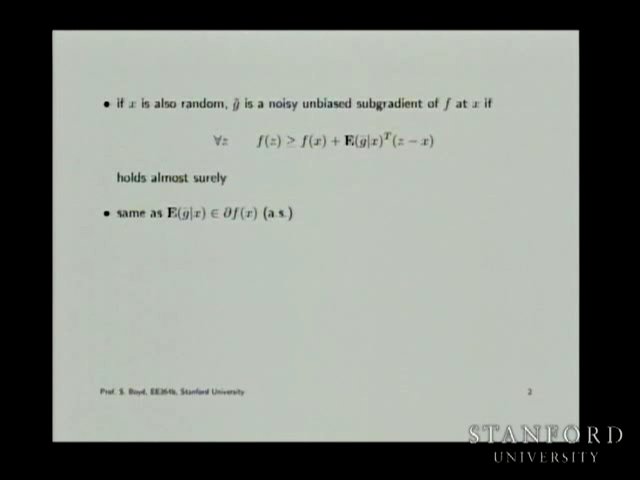 • if x is also random, g̃ is a noisy unbiased subgradient of f at x if
∀z f(z) ≥ f(x) + E(g̃|x)ᵀ(z − x)
holds almost surely
• same as E(g̃|x) ∈ ∂f(x) (a.s.)
Prof. S. Boyd, EE364b, Stanford University
2
STANFORD
UNIVERSITY